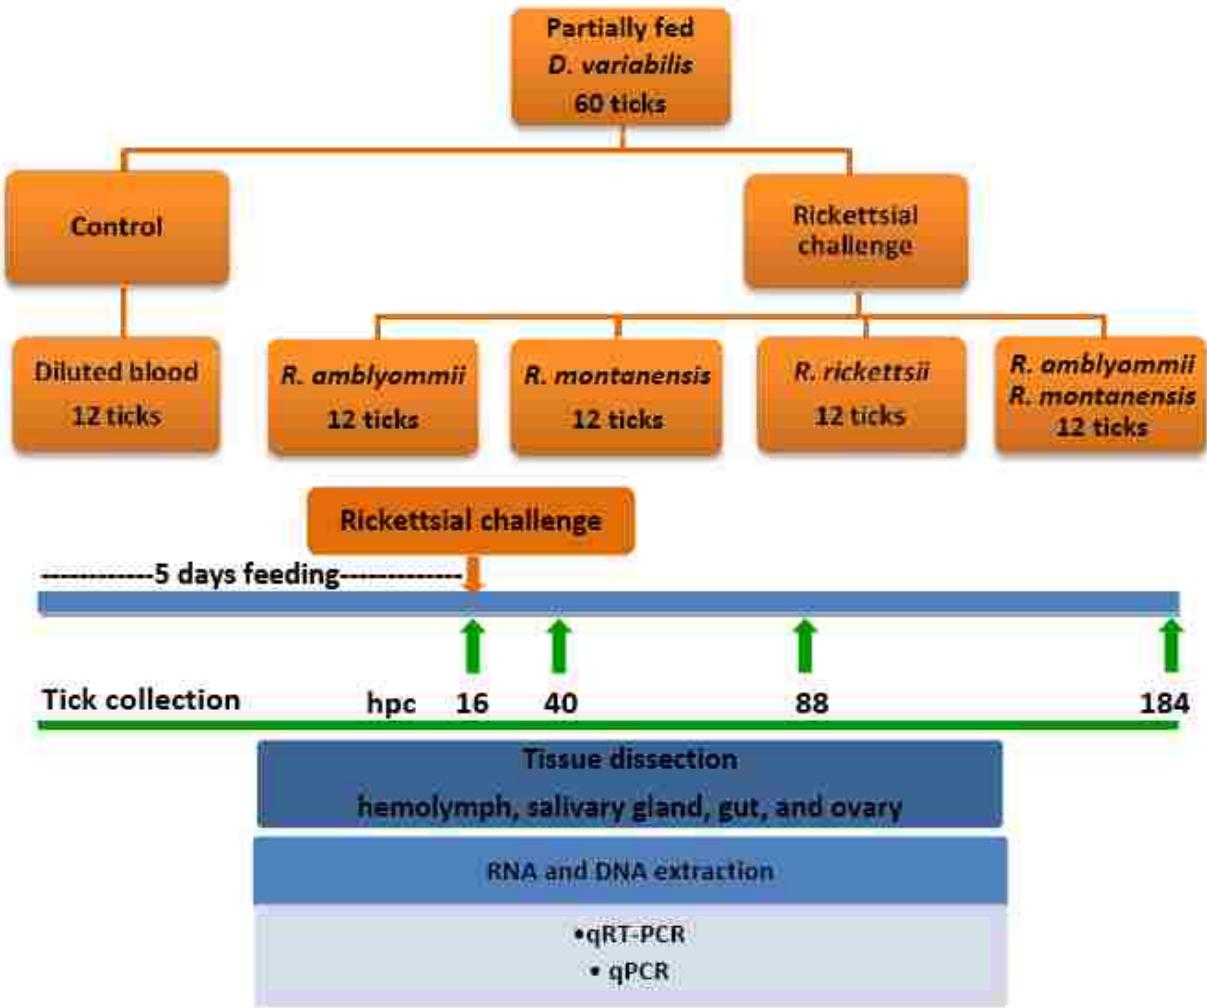 Partially fed
D. variabilis
60 ticks
Control
Rickettsial
challenge
Diluted blood
12 ticks
R. amblyommii
12 ticks
R. montanensis
12 ticks
R. rickettsii
12 ticks
R. amblyommii
R. montanensis
12 ticks
Rickettsial challenge
------------5 days feeding-------------
Tick collection hpc 16 40 88 184
Tissue dissection
hemolymph, salivary gland, gut, and ovary
RNA and DNA extraction
•qRT-PCR
• qPCR